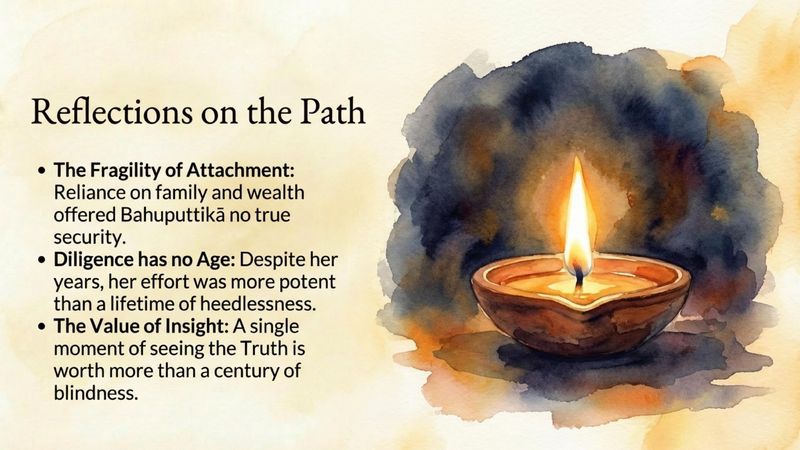 Reflections on the Path
• The Fragility of Attachment:
Reliance on family and wealth
offered Bahuputtikā no true
security.
• Diligence has no Age: Despite her
years, her effort was more potent
than a lifetime of heedlessness.
• The Value of Insight: A single
moment of seeing the Truth is
worth more than a century of
blindness.